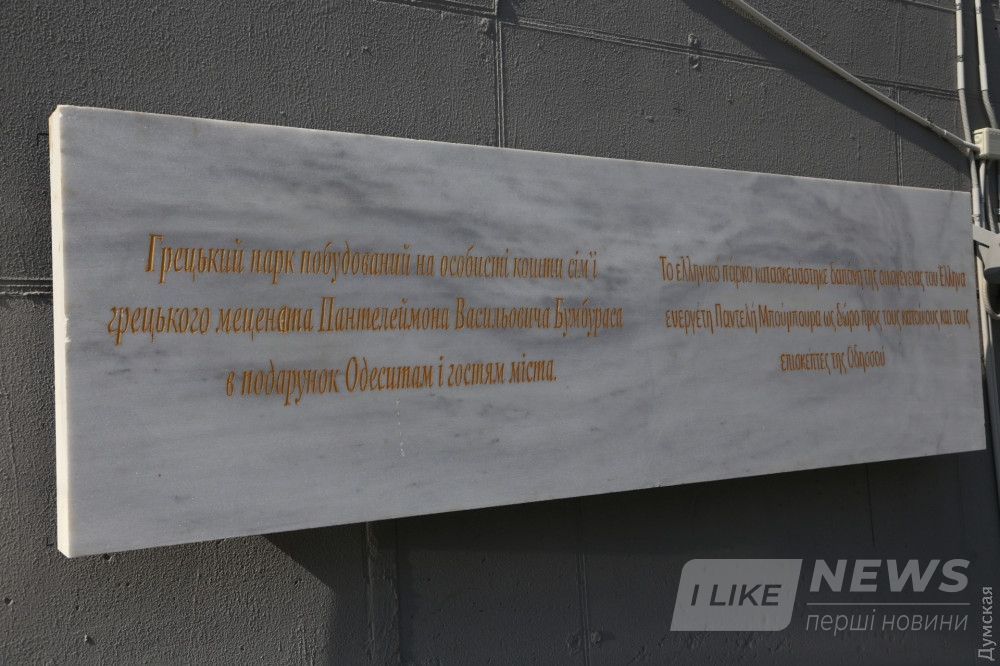 Грецький парк побудований на особисті кошти сім'ї
грецького мецената Пантелеймона Васильовича Бумбураса
в подарунок Одеситам і гостям міста.
Το ελληνικό πάρκο κατασκευάστηκε δαπάνη της οικογένειας του Έλληνα
ευεργέτη Παντελή Μπούμπουρα ως δώρο προς τους κατοίκους και τους
επισκέπτες της Οδησσού
I LIKE NEWS
перші новини
Думская